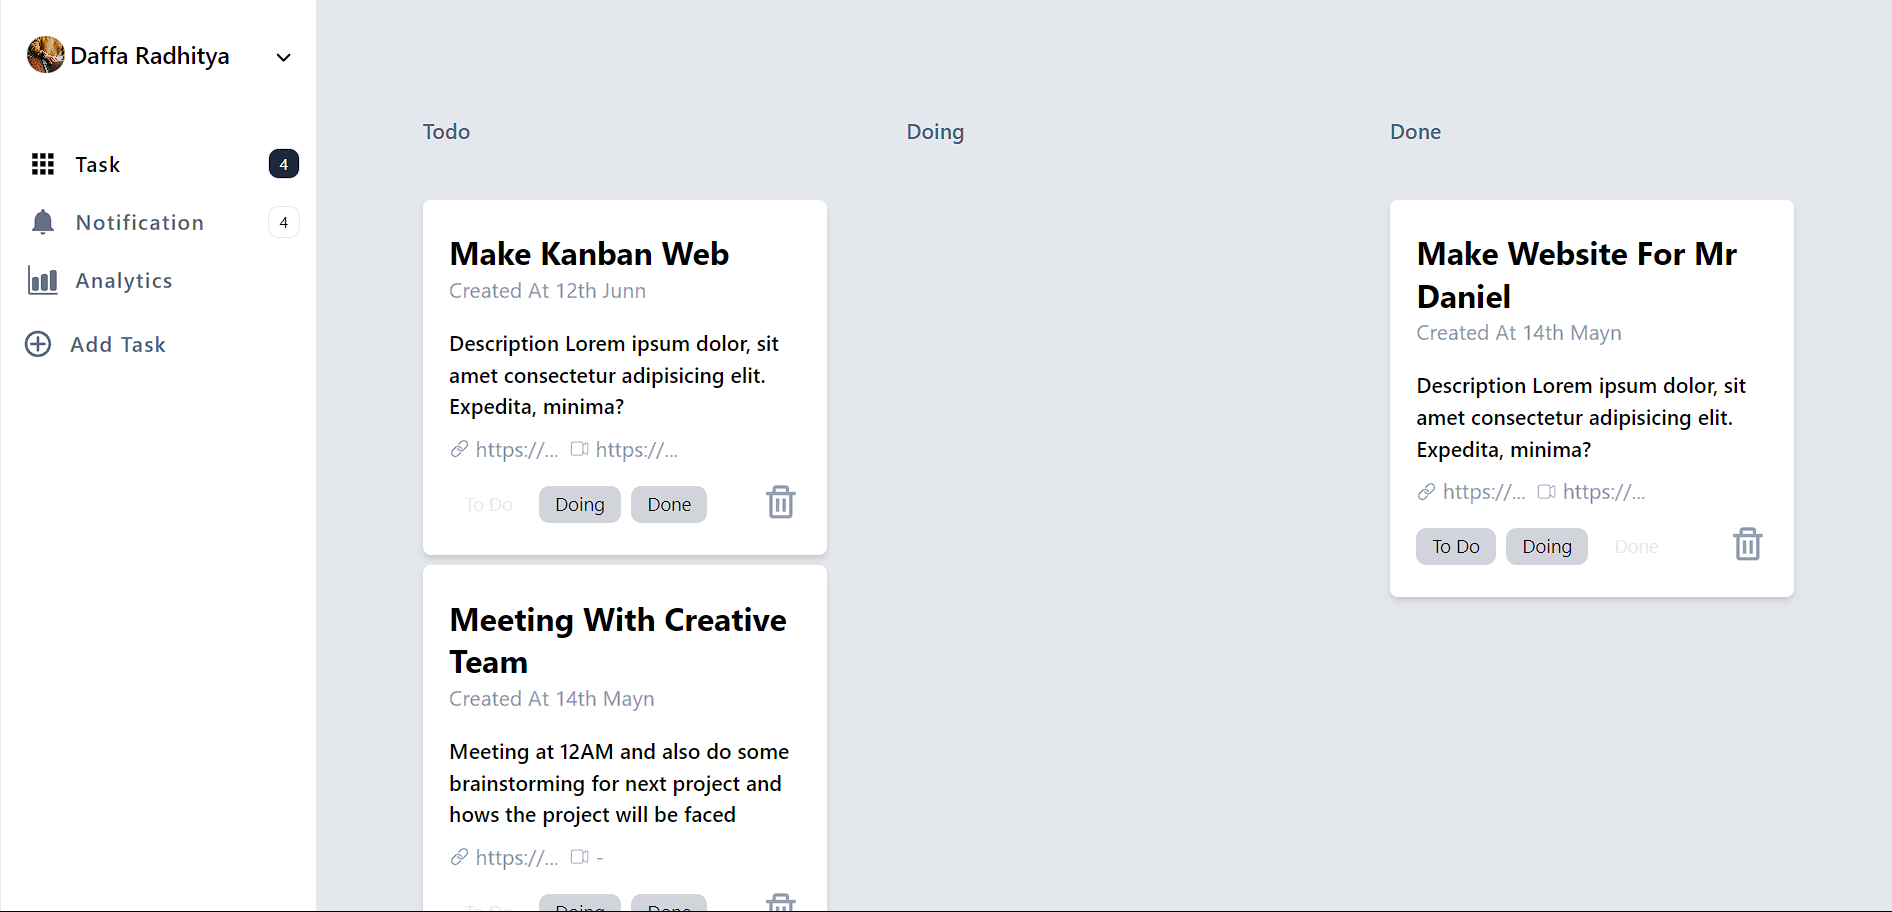 Daffa Radhitya
Task 4
Notification 4
Analytics
Add Task
Todo
Make Kanban Web
Created At 12th Junn
Description Lorem ipsum dolor, sit
amet consectetur adipisicing elit.
Expedita, minima?
https://... https://...
To Do Doing Done
Meeting With Creative
Team
Created At 14th Mayn
Meeting at 12AM and also do some
brainstorming for next project and
hows the project will be faced
https://... -
To Do Doing Done
Doing
Done
Make Website For Mr
Daniel
Created At 14th Mayn
Description Lorem ipsum dolor, sit
amet consectetur adipisicing elit.
Expedita, minima?
https://... https://...
To Do Doing Done